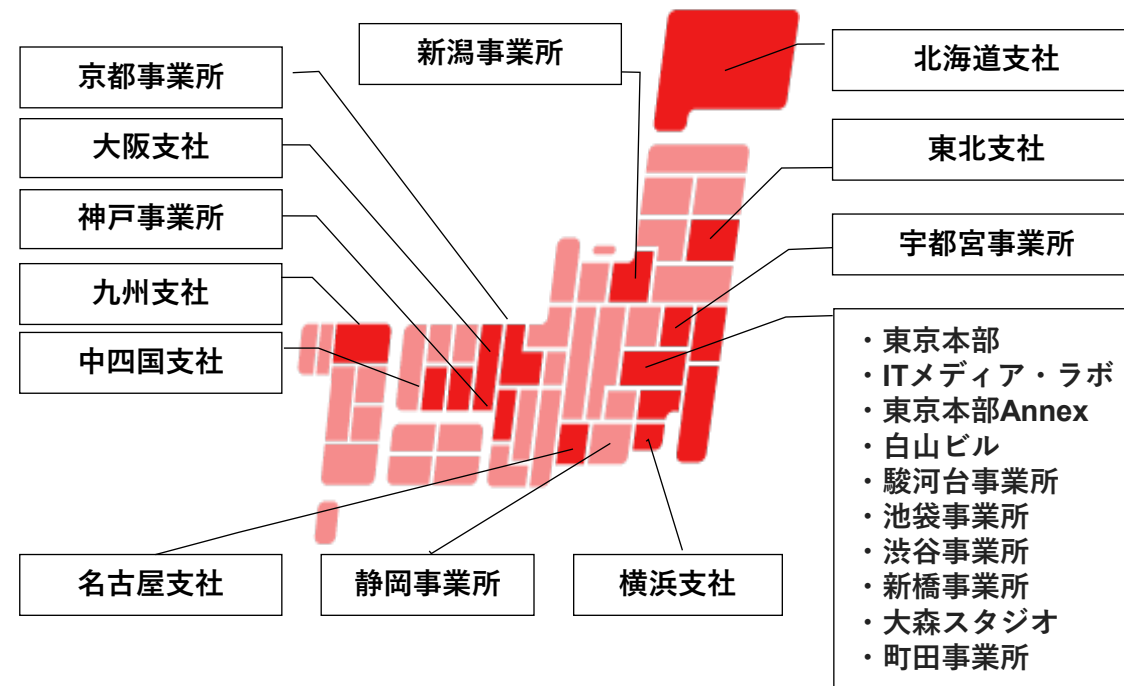 新潟事業所
北海道支社
京都事業所
大阪支社
東北支社
神戸事業所
宇都宮事業所
九州支社
中四国支社
・東京本部
・ITメディア・ラボ
・東京本部Annex
・白山ビル
・駿河台事業所
・池袋事業所
・渋谷事業所
・新橋事業所
・大森スタジオ
・町田事業所
名古屋支社
静岡事業所
横浜支社